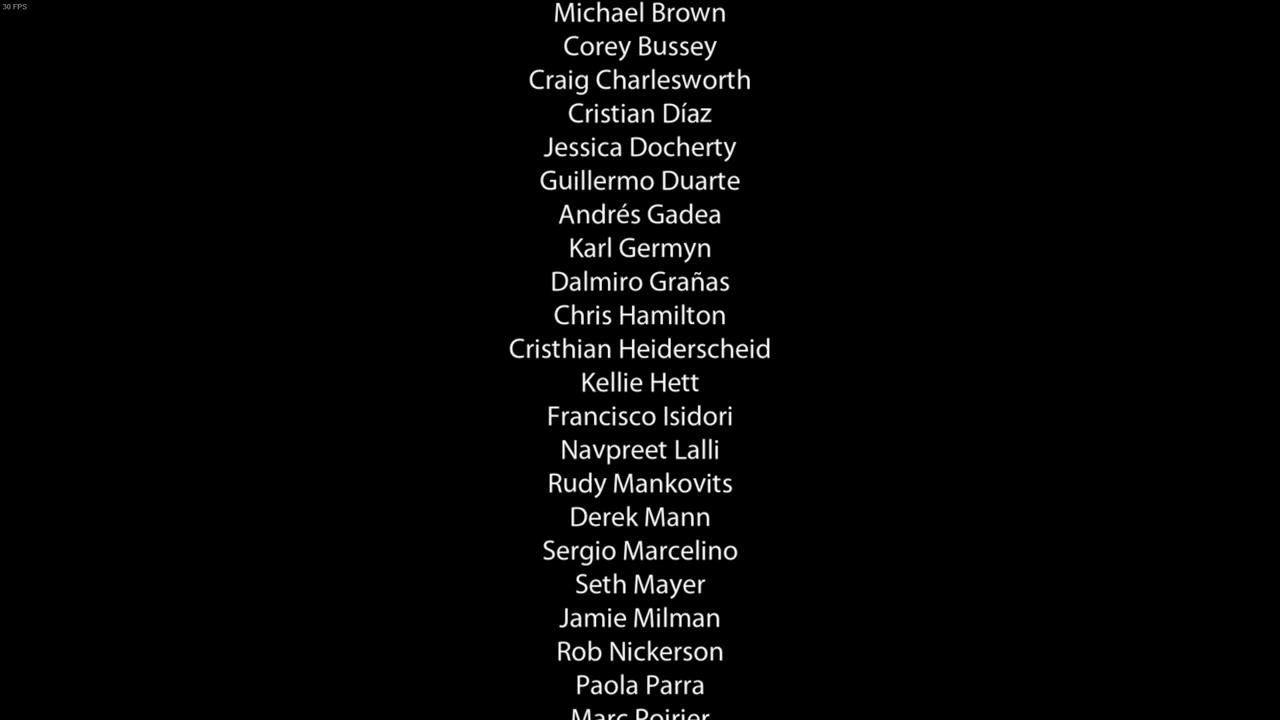 30 FPS
Michael Brown
Corey Bussey
Craig Charlesworth
Cristian Díaz
Jessica Docherty
Guillermo Duarte
Andrés Gadea
Karl Germyn
Dalmiro Grañas
Chris Hamilton
Cristhian Heiderscheid
Kellie Hett
Francisco Isidori
Navpreet Lalli
Rudy Mankovits
Derek Mann
Sergio Marcelino
Seth Mayer
Jamie Milman
Rob Nickerson
Paola Parra
Marc Poirier